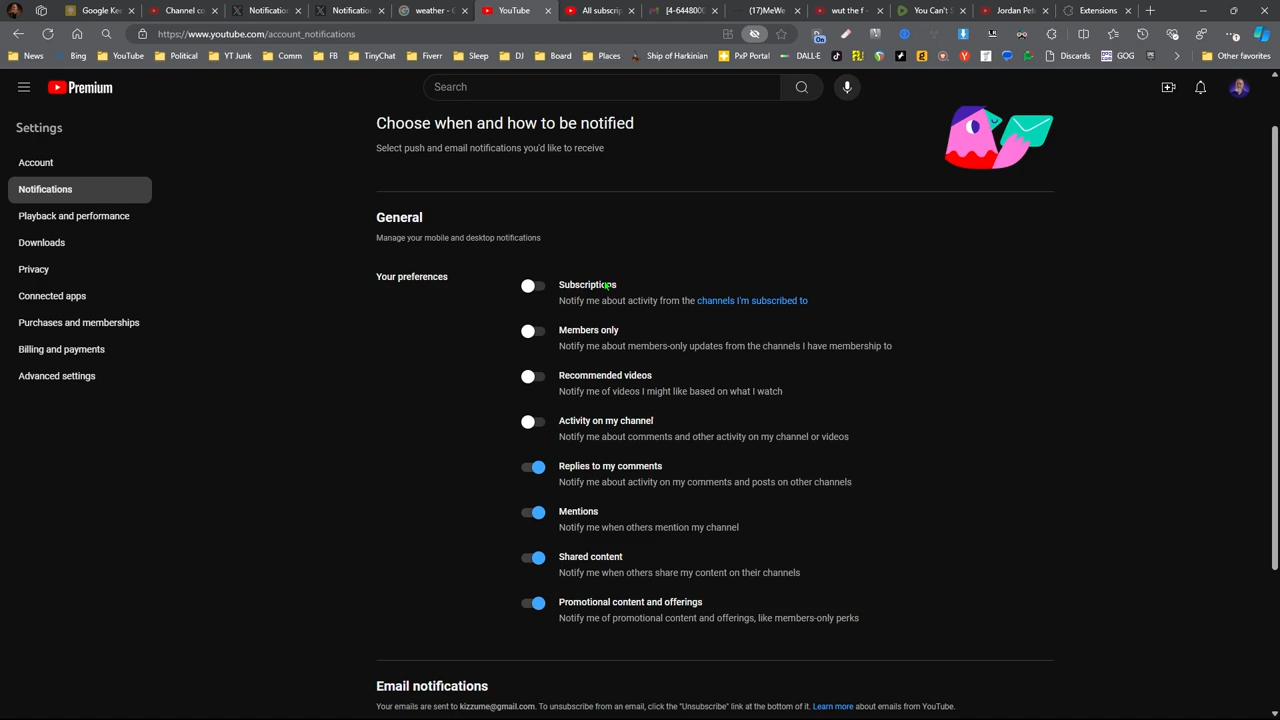 Google Kee
Channel co
Notification
Notification
weather - G
YouTube
All subscrip
[4-6448000
(17)MeWe
wut the f
You Can't S
Jordan Pet
Extensions
https://www.youtube.com/account_notifications
News
Bing
YouTube
Political
YT Junk
Comm
FB
TinyChat
Fiverr
Sleep
DJ
Board
Places
Ship of Harkinian
PxP Portal
DALL-E
Discards
GOG
Other favorites
Premium
Search
Settings
Account
Notifications
Playback and performance
Downloads
Privacy
Connected apps
Purchases and memberships
Billing and payments
Advanced settings
Choose when and how to be notified
Select push and email notifications you'd like to receive
General
Manage your mobile and desktop notifications
Your preferences
Subscriptions
Notify me about activity from the channels I'm subscribed to
Members only
Notify me about members-only updates from the channels I have membership to
Recommended videos
Notify me of videos I might like based on what I watch
Activity on my channel
Notify me about comments and other activity on my channel or videos
Replies to my comments
Notify me about activity on my comments and posts on other channels
Mentions
Notify me when others mention my channel
Shared content
Notify me when others share my content on their channels
Promotional content and offerings
Notify me of promotional content and offerings, like members-only perks
Email notifications
Your emails are sent to kizzume@gmail.com. To unsubscribe from an email, click the "Unsubscribe" link at the bottom of it. Learn more about emails from YouTube.